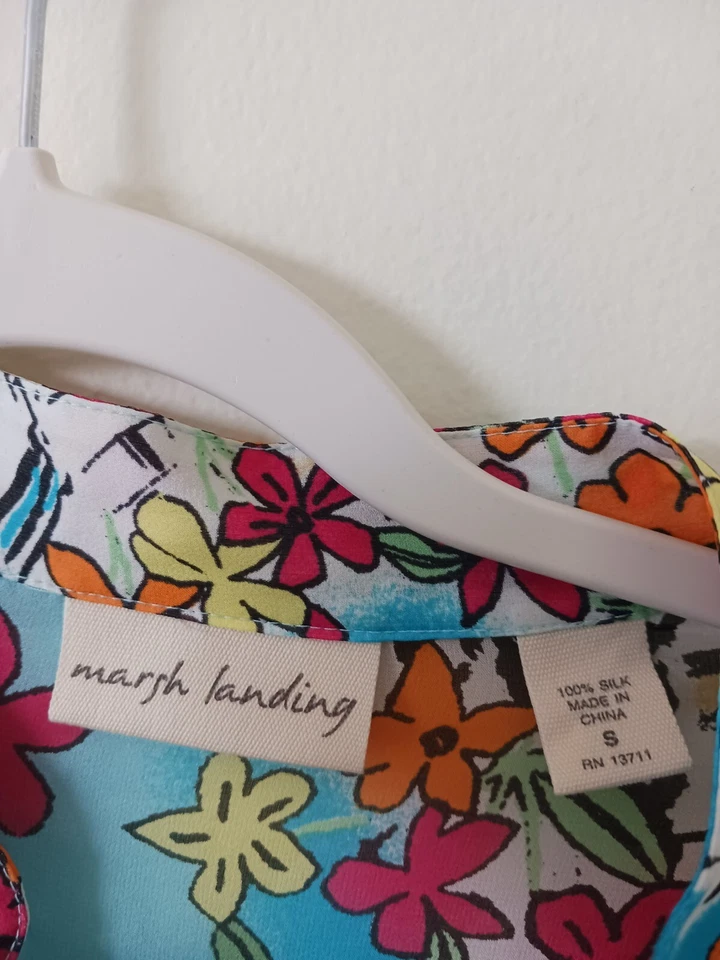 marsh landing
100% SILK
MADE IN
CHINA
S
RN 13711